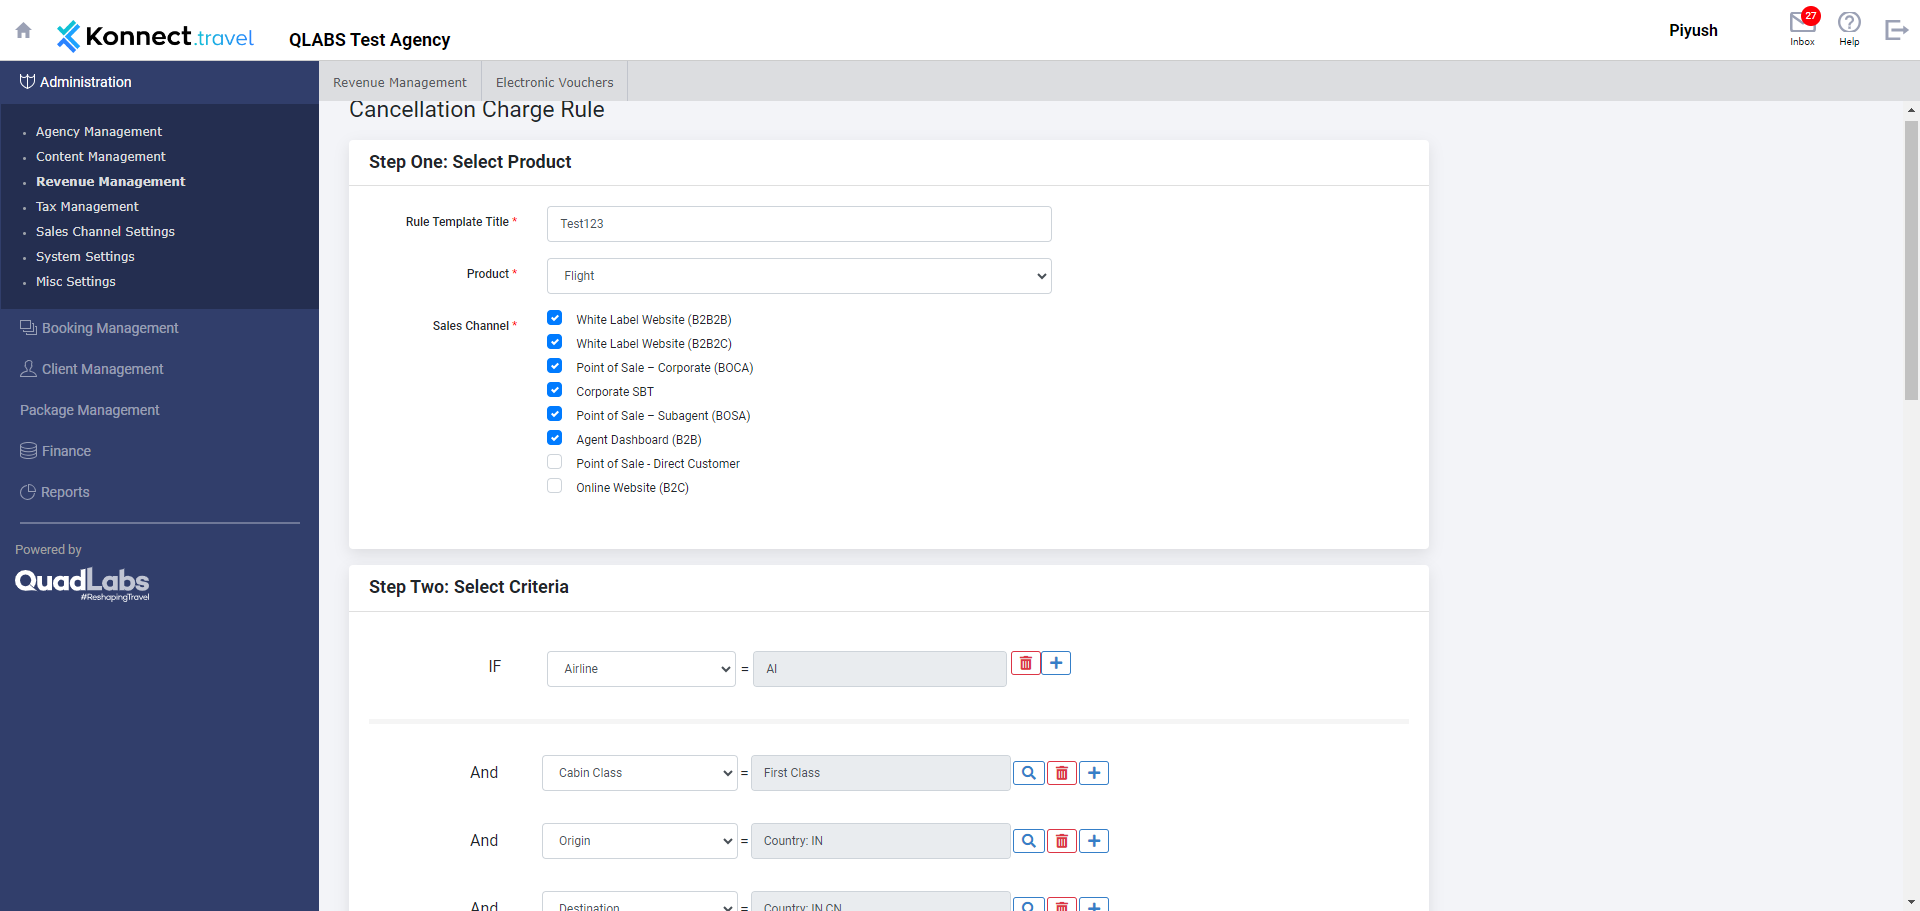 Konnect.travel
QLABS Test Agency
Piyush
27
Inbox
Help
Administration
Agency Management
Content Management
Revenue Management
Tax Management
Sales Channel Settings
System Settings
Misc Settings
Booking Management
Client Management
Package Management
Finance
Reports
Powered by
QuadLabs
#ReshapingTravel
Revenue Management
Electronic Vouchers
Cancellation Charge Rule
Step One: Select Product
Rule Template Title *
Test123
Product *
Flight
Sales Channel *
White Label Website (B2B2B)
White Label Website (B2B2C)
Point of Sale – Corporate (BOCA)
Corporate SBT
Point of Sale – Subagent (BOSA)
Agent Dashboard (B2B)
Point of Sale - Direct Customer
Online Website (B2C)
Step Two: Select Criteria
IF Airline = AI
And Cabin Class = First Class
And Origin = Country: IN
And Destination = Country: IN,CN